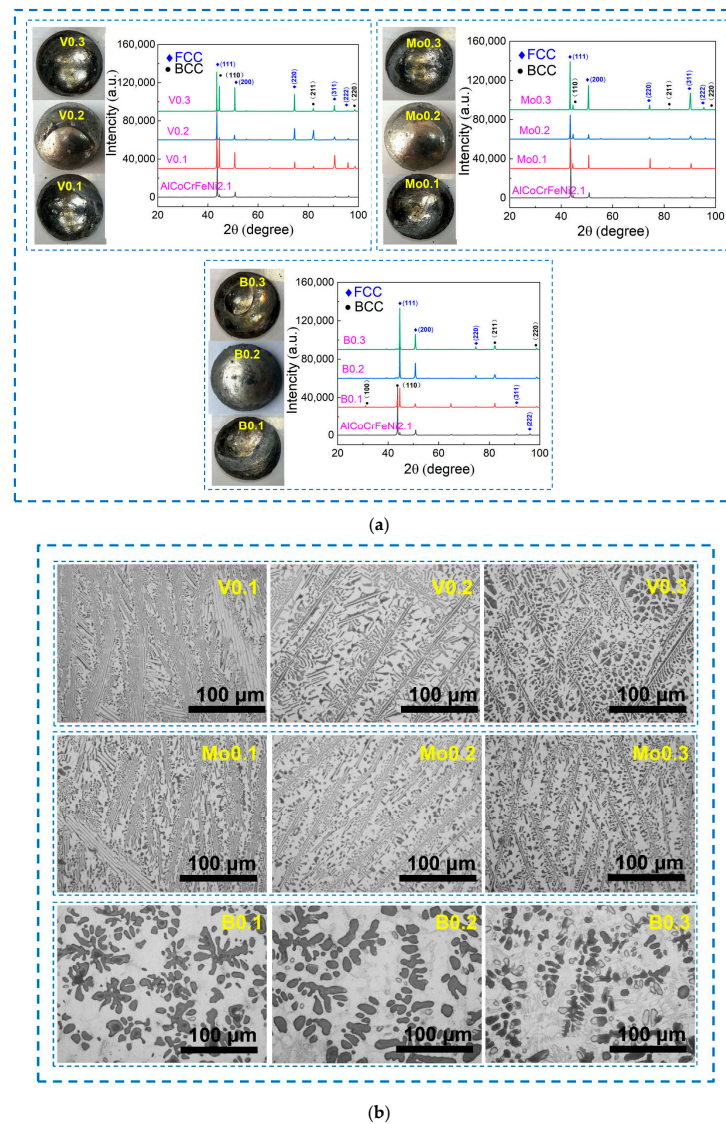 V0.3
V0.2
V0.1
160,000
120,000
80,000
40,000
0
Intencity (a.u.)
V0.3
V0.2
V0.1
AlCoCrFeNi2.1
(111)
(110)
(200)
(220)
(211)
(311)
(222)
(220)
FCC
BCC
20 40 60 80 100
2θ (degree)
Mo0.3
Mo0.2
Mo0.1
160,000
120,000
80,000
40,000
0
Intencity (a.u.)
Mo0.3
Mo0.2
Mo0.1
AlCoCrFeNi2.1
(111)
(110)
(200)
(220)
(211)
(311)
(222)
(220)
FCC
BCC
20 40 60 80 100
2θ (degree)
B0.3
B0.2
B0.1
160,000
120,000
80,000
40,000
0
Intencity (a.u.)
B0.3
B0.2
B0.1
AlCoCrFeNi2.1
(100)
(111)
(110)
(200)
(220)
(211)
(311)
(222)
(220)
FCC
BCC
20 40 60 80 100
2θ (degree)
(a)
V0.1 V0.2 V0.3
100 μm 100 μm 100 μm
Mo0.1 Mo0.2 Mo0.3
100 μm 100 μm 100 μm
B0.1 B0.2 B0.3
100 μm 100 μm 100 μm
(b)